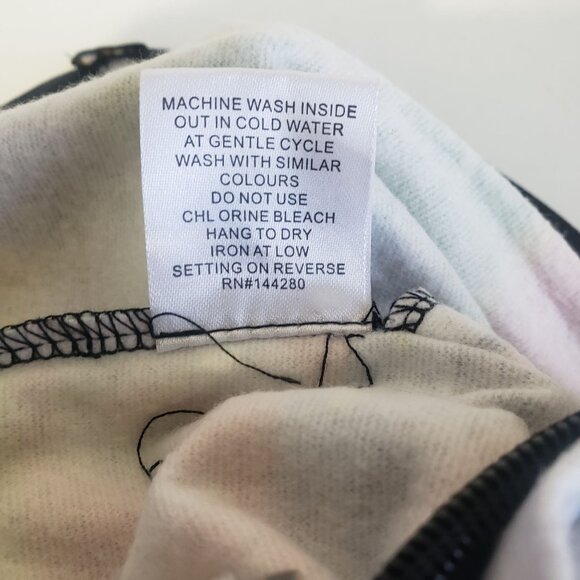 MACHINE WASH INSIDE
OUT IN COLD WATER
AT GENTLE CYCLE
WASH WITH SIMILAR
COLOURS
DO NOT USE
CHL ORINE BLEACH
HANG TO DRY
IRON AT LOW
SETTING ON REVERSE
RN#144280